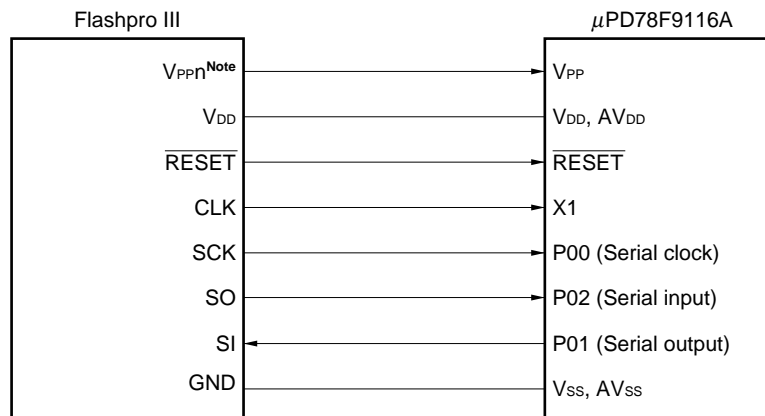 Flashpro III μPD78F9116A
VPPnNote VPP
VDD VDD, AVDD
RESET RESET
CLK X1
SCK P00 (Serial clock)
SO P02 (Serial input)
SI P01 (Serial output)
GND VSS, AVSS